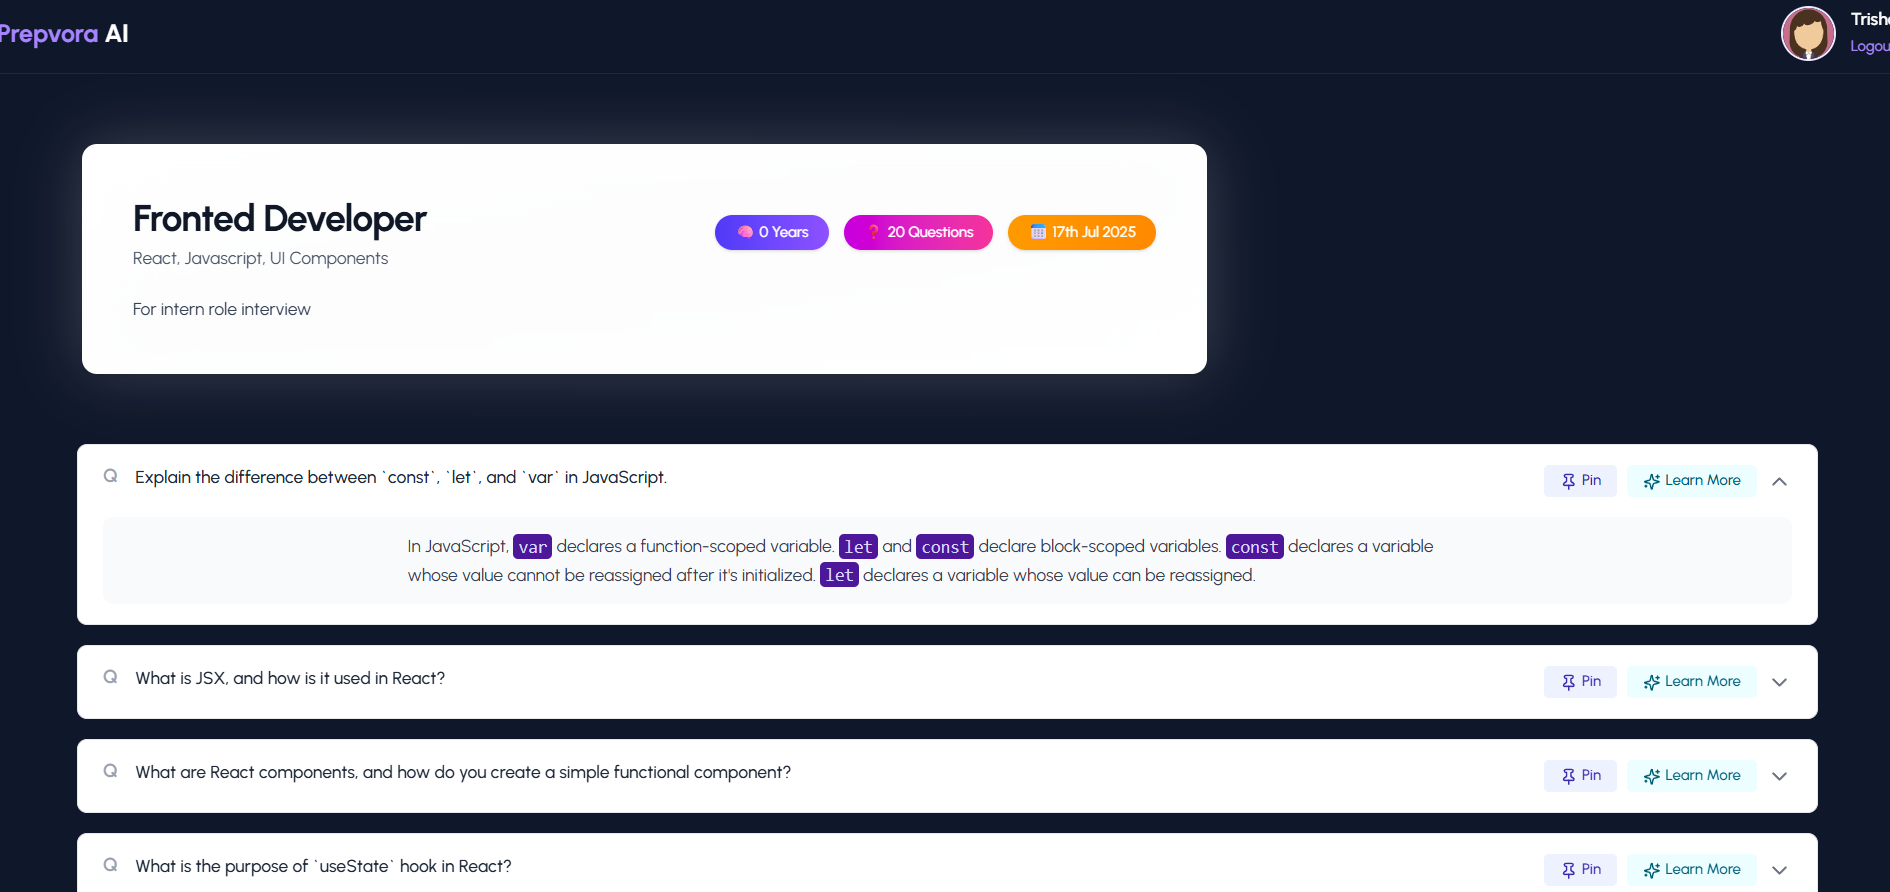 Prepvora AI
Trish
Logou
Fronted Developer
React, Javascript, UI Components
For intern role interview
0 Years
20 Questions
17th Jul 2025
Q Explain the difference between `const`, `let`, and `var` in JavaScript.
Pin
Learn More
In JavaScript, var declares a function-scoped variable. let and const declare block-scoped variables. const declares a variable
whose value cannot be reassigned after it's initialized. let declares a variable whose value can be reassigned.
Q What is JSX, and how is it used in React?
Pin
Learn More
Q What are React components, and how do you create a simple functional component?
Pin
Learn More
Q What is the purpose of `useState` hook in React?
Pin
Learn More